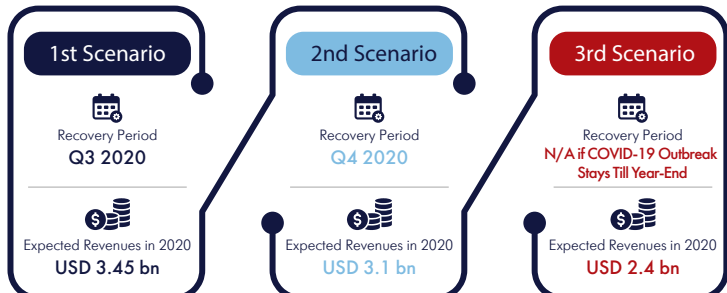 1st Scenario
Recovery Period
Q3 2020
Expected Revenues in 2020
USD 3.45 bn
2nd Scenario
Recovery Period
Q4 2020
Expected Revenues in 2020
USD 3.1 bn
3rd Scenario
Recovery Period
N/A if COVID-19 Outbreak
Stays Till Year-End
Expected Revenues in 2020
USD 2.4 bn